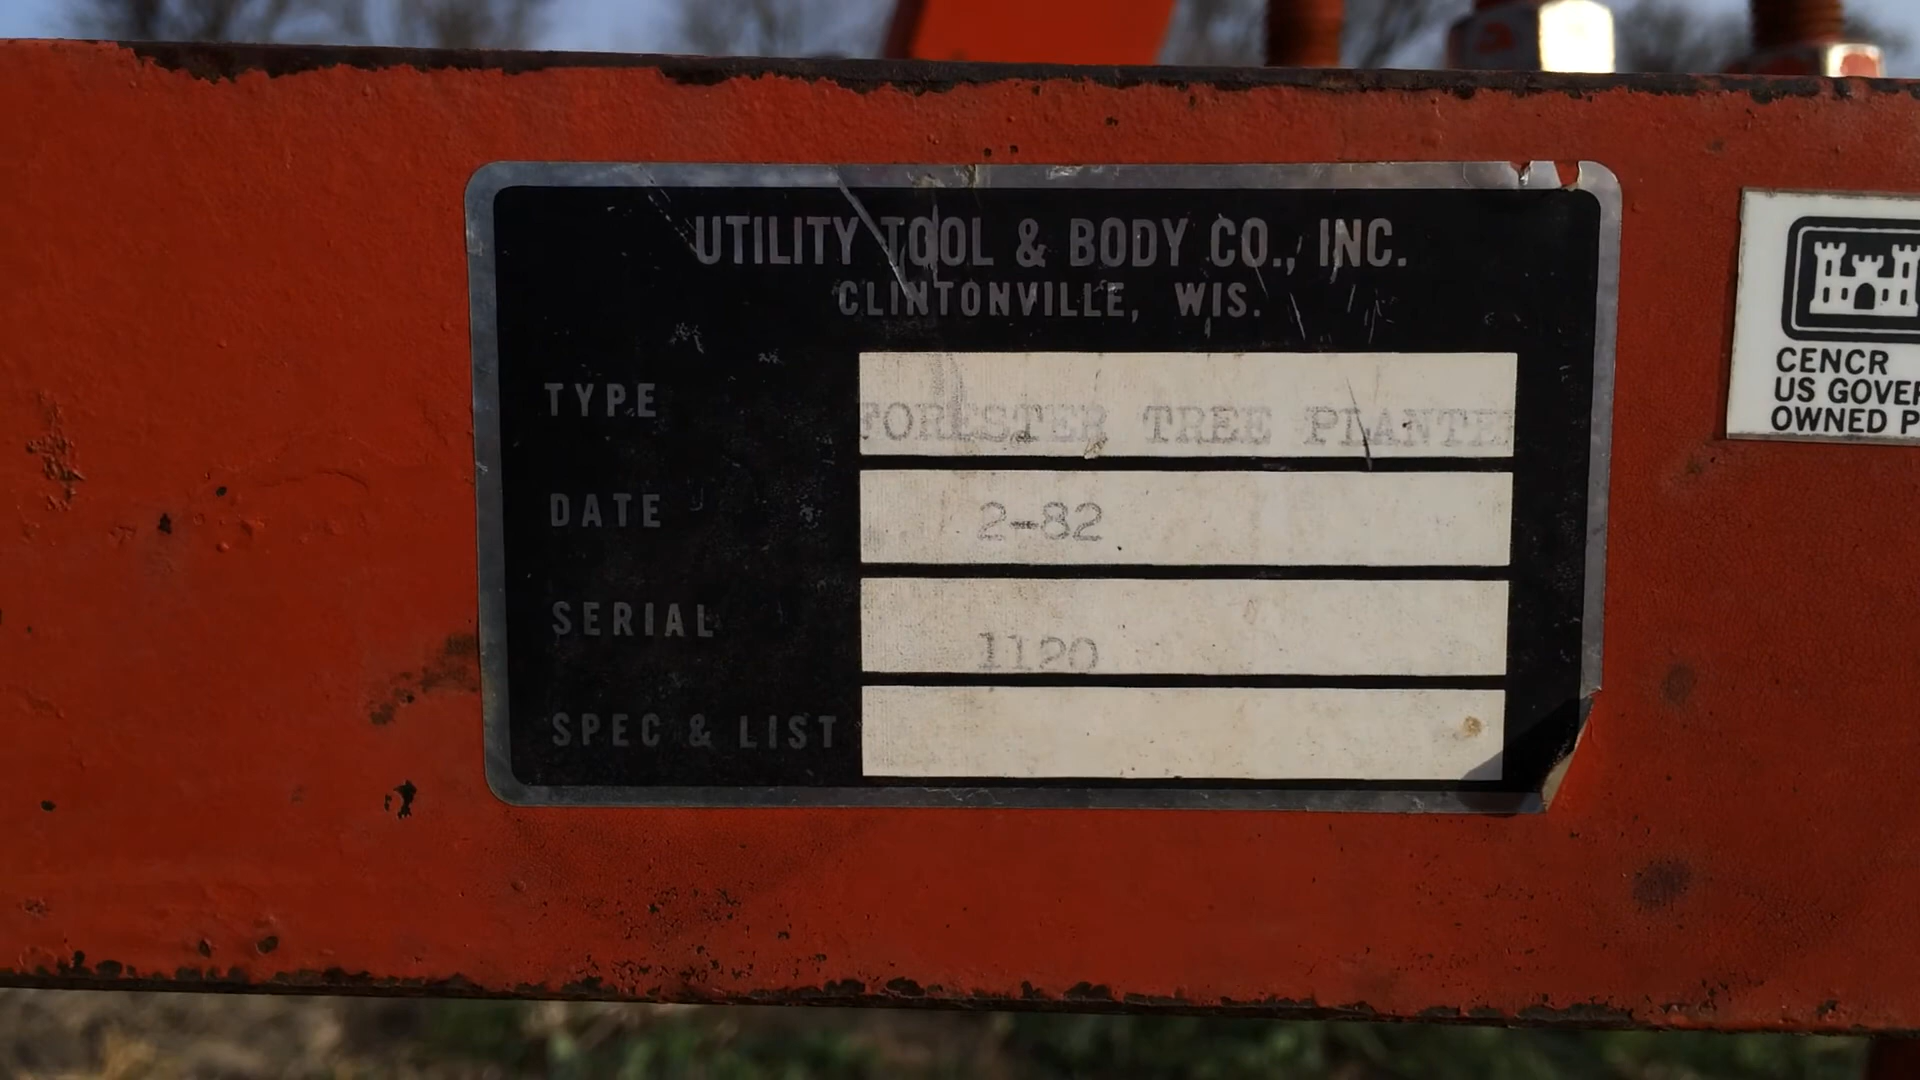 UTILITY TOOL & BODY CO., INC.
CLINTONVILLE, WIS.
TYPE FORESTER TREE PLANTE
DATE 2-82
SERIAL 1120
SPEC & LIST
CENCR
US GOVER
OWNED P